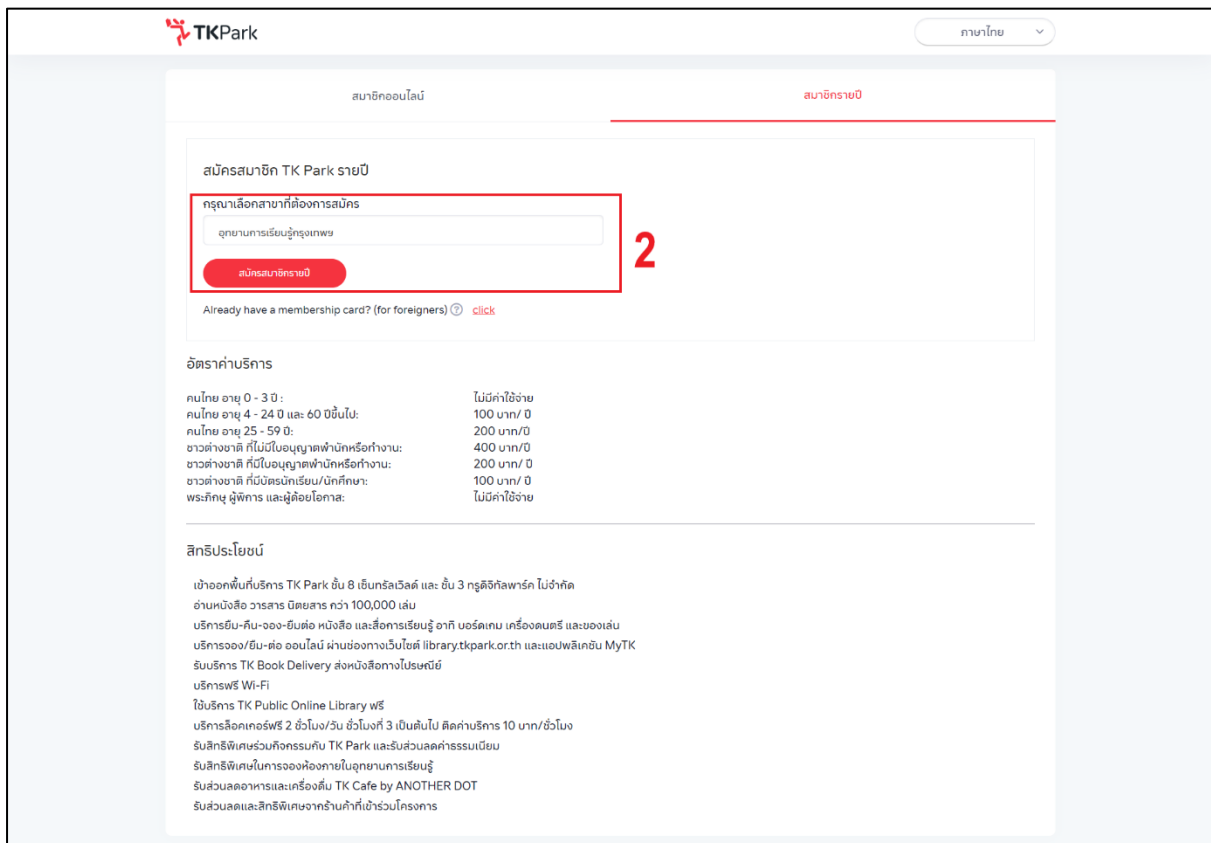 TKPark
ภาษาไทย
สมาชิกออนไลน์
สมาชิกรายปี
สมัครสมาชิก TK Park รายปี
กรุณาเลือกสาขาที่ต้องการสมัคร
อุทยานการเรียนรู้กรุงเทพฯ
2
สมัครสมาชิกรายปี
Already have a membership card? (for foreigners) ? click
อัตราค่าบริการ
คนไทย อายุ 0 - 3 ปี : ไม่มีค่าใช้จ่าย
คนไทย อายุ 4 - 24 ปี และ 60 ปีขึ้นไป: 100 บาท/ ปี
คนไทย อายุ 25 - 59 ปี: 200 บาท/ปี
ชาวต่างชาติ ที่ไม่มีใบอนุญาตพำนักหรือทำงาน: 400 บาท/ปี
ชาวต่างชาติ ที่มีใบอนุญาตพำนักหรือทำงาน: 200 บาท/ ปี
ชาวต่างชาติ ที่มีบัตรนักเรียน/นักศึกษา: 100 บาท/ ปี
พระภิกษุ ผู้พิการ และผู้ด้อยโอกาส: ไม่มีค่าใช้จ่าย
สิทธิประโยชน์
เข้าออกพื้นที่บริการ TK Park ชั้น 8 เซ็นทรัลเวิลด์ และ ชั้น 3 ทรูดิจิทัลพาร์ค ไม่จำกัด
อ่านหนังสือ วารสาร นิตยสาร กว่า 100,000 เล่ม
บริการยืม-คืน-จอง-ยืมต่อ หนังสือ และสื่อการเรียนรู้ อาทิ บอร์ดเกม เครื่องดนตรี และของเล่น
บริการจอง/ยืม-ต่อ ออนไลน์ ผ่านช่องทางเว็บไซต์ library.tkpark.or.th และแอปพลิเคชัน MyTK
รับบริการ TK Book Delivery ส่งหนังสือทางไปรษณีย์
บริการฟรี Wi-Fi
ใช้บริการ TK Public Online Library ฟรี
บริการล็อคเกอร์ฟรี 2 ชั่วโมง/วัน ชั่วโมงที่ 3 เป็นต้นไป คิดค่าบริการ 10 บาท/ชั่วโมง
รับสิทธิพิเศษร่วมกิจกรรมกับ TK Park และรับส่วนลดค่าธรรมเนียม
รับสิทธิพิเศษในการจองห้องภายในอุทยานการเรียนรู้
รับส่วนลดอาหารและเครื่องดื่ม TK Cafe by ANOTHER DOT
รับส่วนลดและสิทธิพิเศษจากร้านค้าที่เข้าร่วมโครงการ